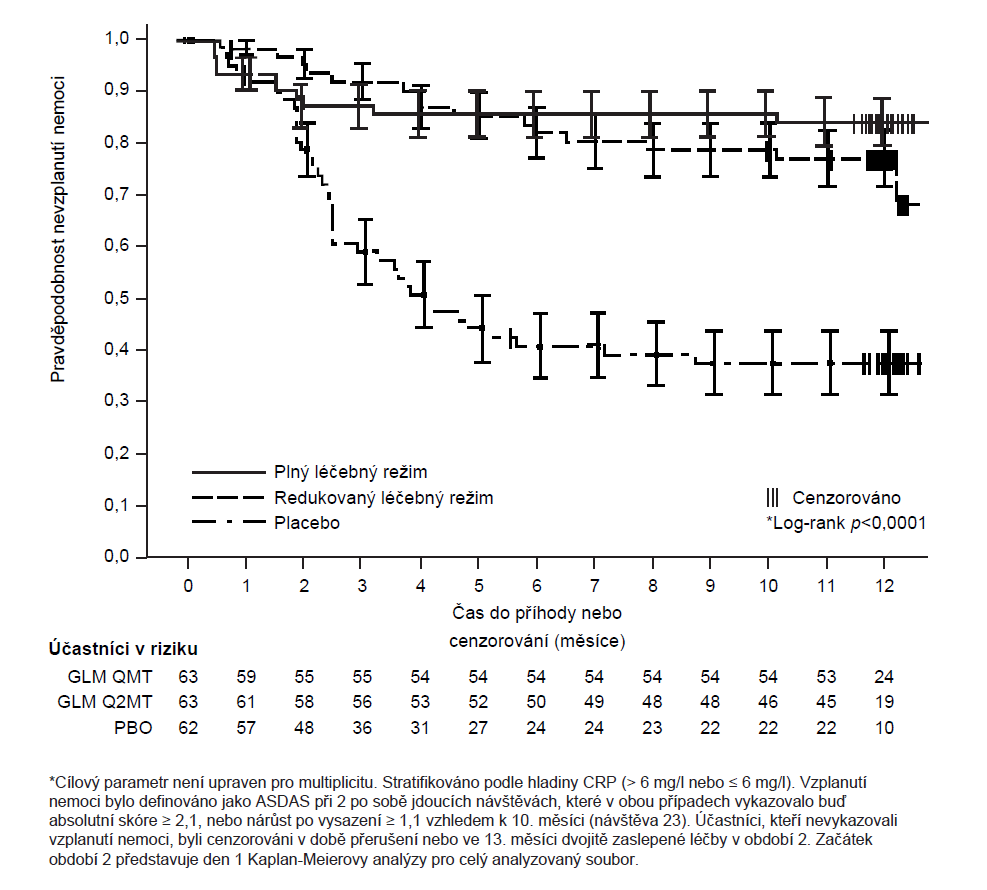 Pravděpodobnost nevzplanutí nemoci
1,0
0,9
0,8
0,7
0,6
0,5
0,4
0,3
0,2
0,1
0,0
Plný léčebný režim
Redukovaný léčebný režim
Placebo
Cenzorováno
*Log-rank p<0,0001
0 1 2 3 4 5 6 7 8 9 10 11 12
Čas do příhody nebo
cenzorování (měsíce)
Účastníci v riziku
GLM QMT 63 59 55 55 54 54 54 54 54 54 54 53 24
GLM Q2MT 63 61 58 56 53 52 50 49 48 48 46 45 19
PBO 62 57 48 36 31 27 24 24 23 22 22 22 10
*Cílový parametr není upraven pro multiplicitu. Stratifikováno podle hladiny CRP (> 6 mg/l nebo ≤ 6 mg/l). Vzplanutí
nemoci bylo definováno jako ASDAS při 2 po sobě jdoucích návštěvách, které v obou případech vykazovalo buď
absolutní skóre ≥ 2,1, nebo nárůst po vysazení ≥ 1,1 vzhledem k 10. měsíci (návštěva 23). Účastníci, kteří nevykazovali
vzplanutí nemoci, byli cenzorováni v době přerušení nebo ve 13. měsíci dvojitě zaslepené léčby v období 2. Začátek
období 2 představuje den 1 Kaplan-Meierovy analýzy pro celý analyzovaný soubor.